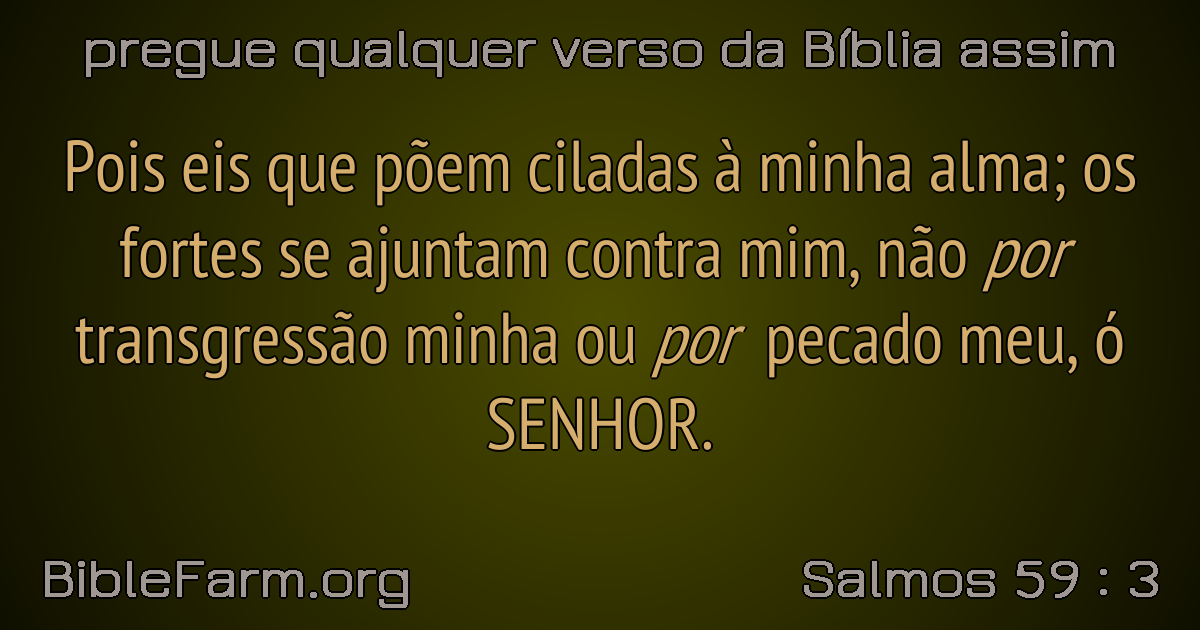 pregue qualquer verso da Bíblia assim
Pois eis que põem ciladas à minha alma; os
fortes se ajuntam contra mim, não por
transgressão minha ou por pecado meu, ó
SENHOR.
BibleFarm.org
Salmos 59 : 3